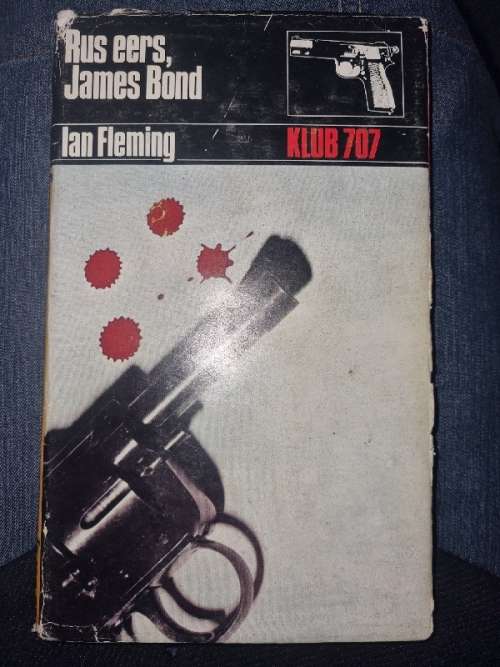 Rus eers,
James Bond
Ian Fleming
KLUB 707